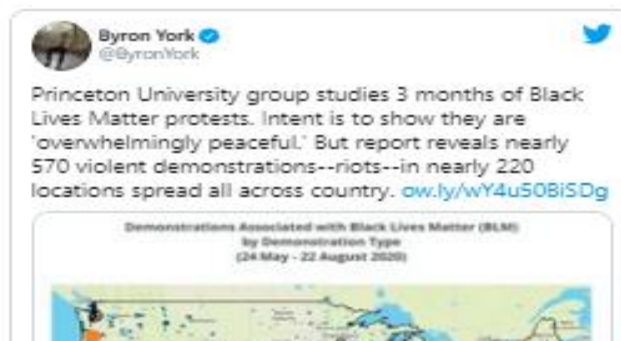 Byron York
@ByronYork
Princeton University group studies 3 months of Black
Lives Matter protests. Intent is to show they are
'overwhelmingly peaceful.' But report reveals nearly
570 violent demonstrations--riots--in nearly 220
locations spread all across country. ow.ly/wY4u50BiSDg
Demonstrations Associated with Black Lives Matter (BLM)
by Demonstration Type
(24 May - 22 August 2020)